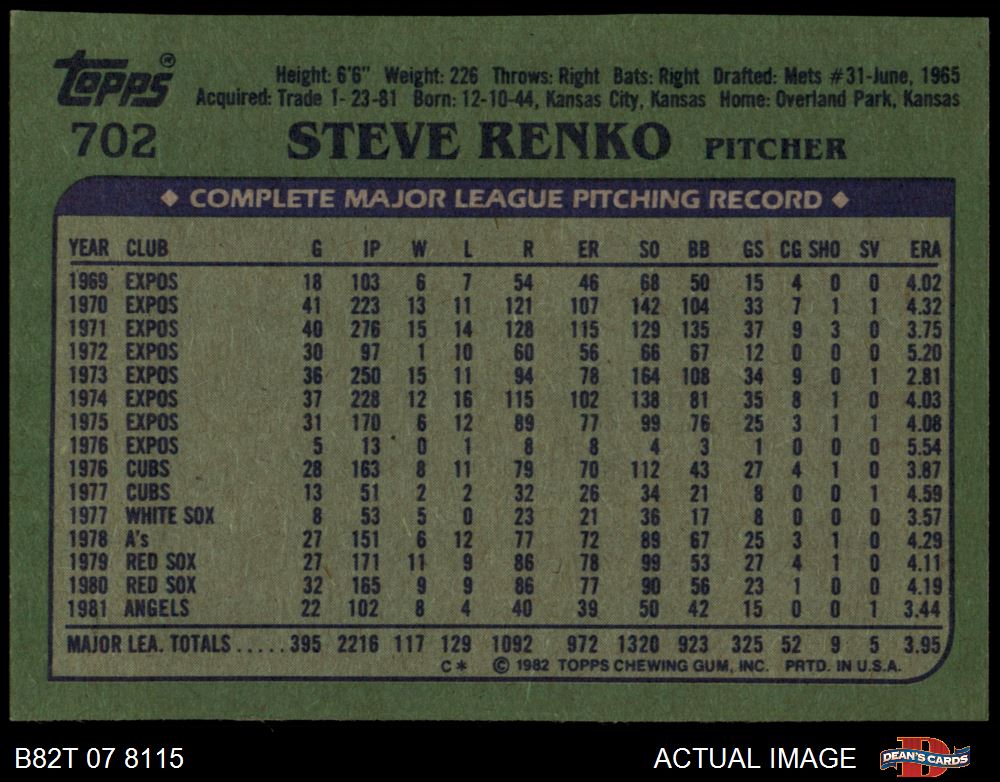 Topps®
Height: 6'6" Weight: 226 Throws: Right Bats: Right Drafted: Mets #31-June, 1965
Acquired: Trade 1-23-81 Born: 12-10-44, Kansas City, Kansas Home: Overland Park, Kansas
702 STEVE RENKO PITCHER
◆ COMPLETE MAJOR LEAGUE PITCHING RECORD ◆
YEAR CLUB G IP W L R ER SO BB GS CG SHO SV ERA
1969 EXPOS 18 103 6 7 54 46 68 50 15 4 0 0 4.02
1970 EXPOS 41 223 13 11 121 107 142 104 33 7 1 1 4.32
1971 EXPOS 40 276 15 14 128 115 129 135 37 9 3 0 3.75
1972 EXPOS 30 97 1 10 60 56 66 67 12 0 0 0 5.20
1973 EXPOS 36 250 15 11 94 78 164 108 34 9 0 1 2.81
1974 EXPOS 37 228 12 16 115 102 138 81 35 8 1 0 4.03
1975 EXPOS 31 170 6 12 89 77 99 76 25 3 1 1 4.08
1976 EXPOS 5 13 0 1 8 8 4 3 1 0 0 0 5.54
1976 CUBS 28 163 8 11 79 70 112 43 27 4 1 0 3.87
1977 CUBS 13 51 2 2 32 26 34 21 8 0 0 1 4.59
1977 WHITE SOX 8 53 5 0 23 21 36 17 8 0 0 0 3.57
1978 A's 27 151 6 12 77 72 89 67 25 3 1 0 4.29
1979 RED SOX 27 171 11 9 86 78 99 53 27 4 1 0 4.11
1980 RED SOX 32 165 9 9 86 77 90 56 23 1 0 0 4.19
1981 ANGELS 22 102 8 4 40 39 50 42 15 0 0 1 3.44
MAJOR LEA. TOTALS ..... 395 2216 117 129 1092 972 1320 923 325 52 9 5 3.95
C* © 1982 TOPPS CHEWING GUM, INC. PRTD. IN U.S.A.
B82T 07 8115 ACTUAL IMAGE DEAN'S CARDS